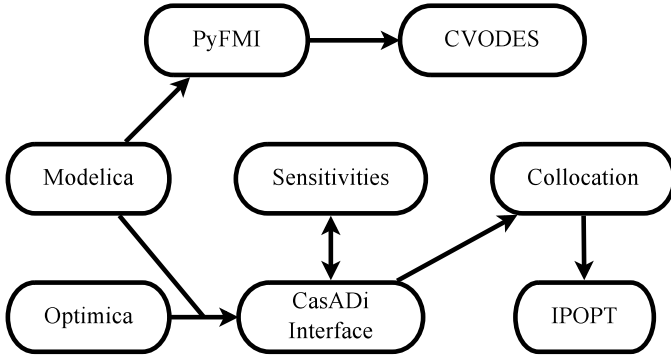 PyFMI
CVODES
Modelica
Sensitivities
Collocation
Optimica
CasADi
Interface
IPOPT